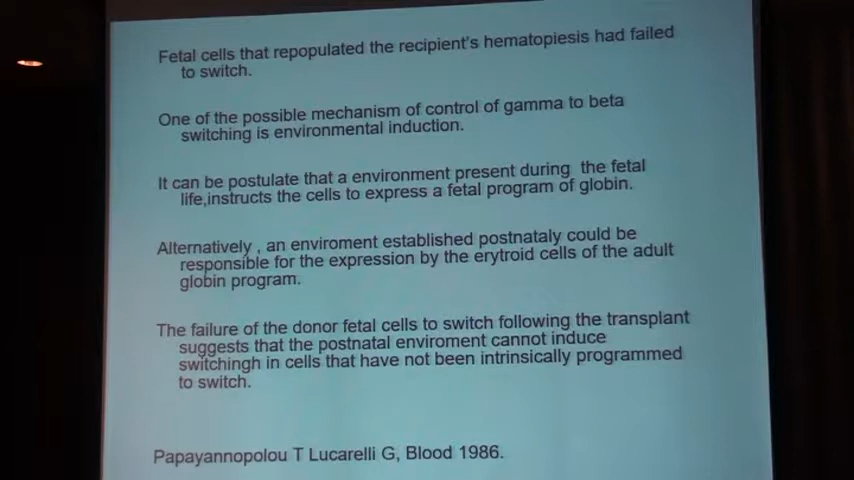 Fetal cells that repopulated the recipient's hematopiesis had failed
to switch.
One of the possible mechanism of control of gamma to beta
switching is environmental induction.
It can be postulate that a environment present during the fetal
life,instructs the cells to express a fetal program of globin.
Alternatively , an enviroment established postnataly could be
responsible for the expression by the erytroid cells of the adult
globin program.
The failure of the donor fetal cells to switch following the transplant
suggests that the postnatal enviroment cannot induce
switchingh in cells that have not been intrinsically programmed
to switch.
Papayannopolou T Lucarelli G, Blood 1986.